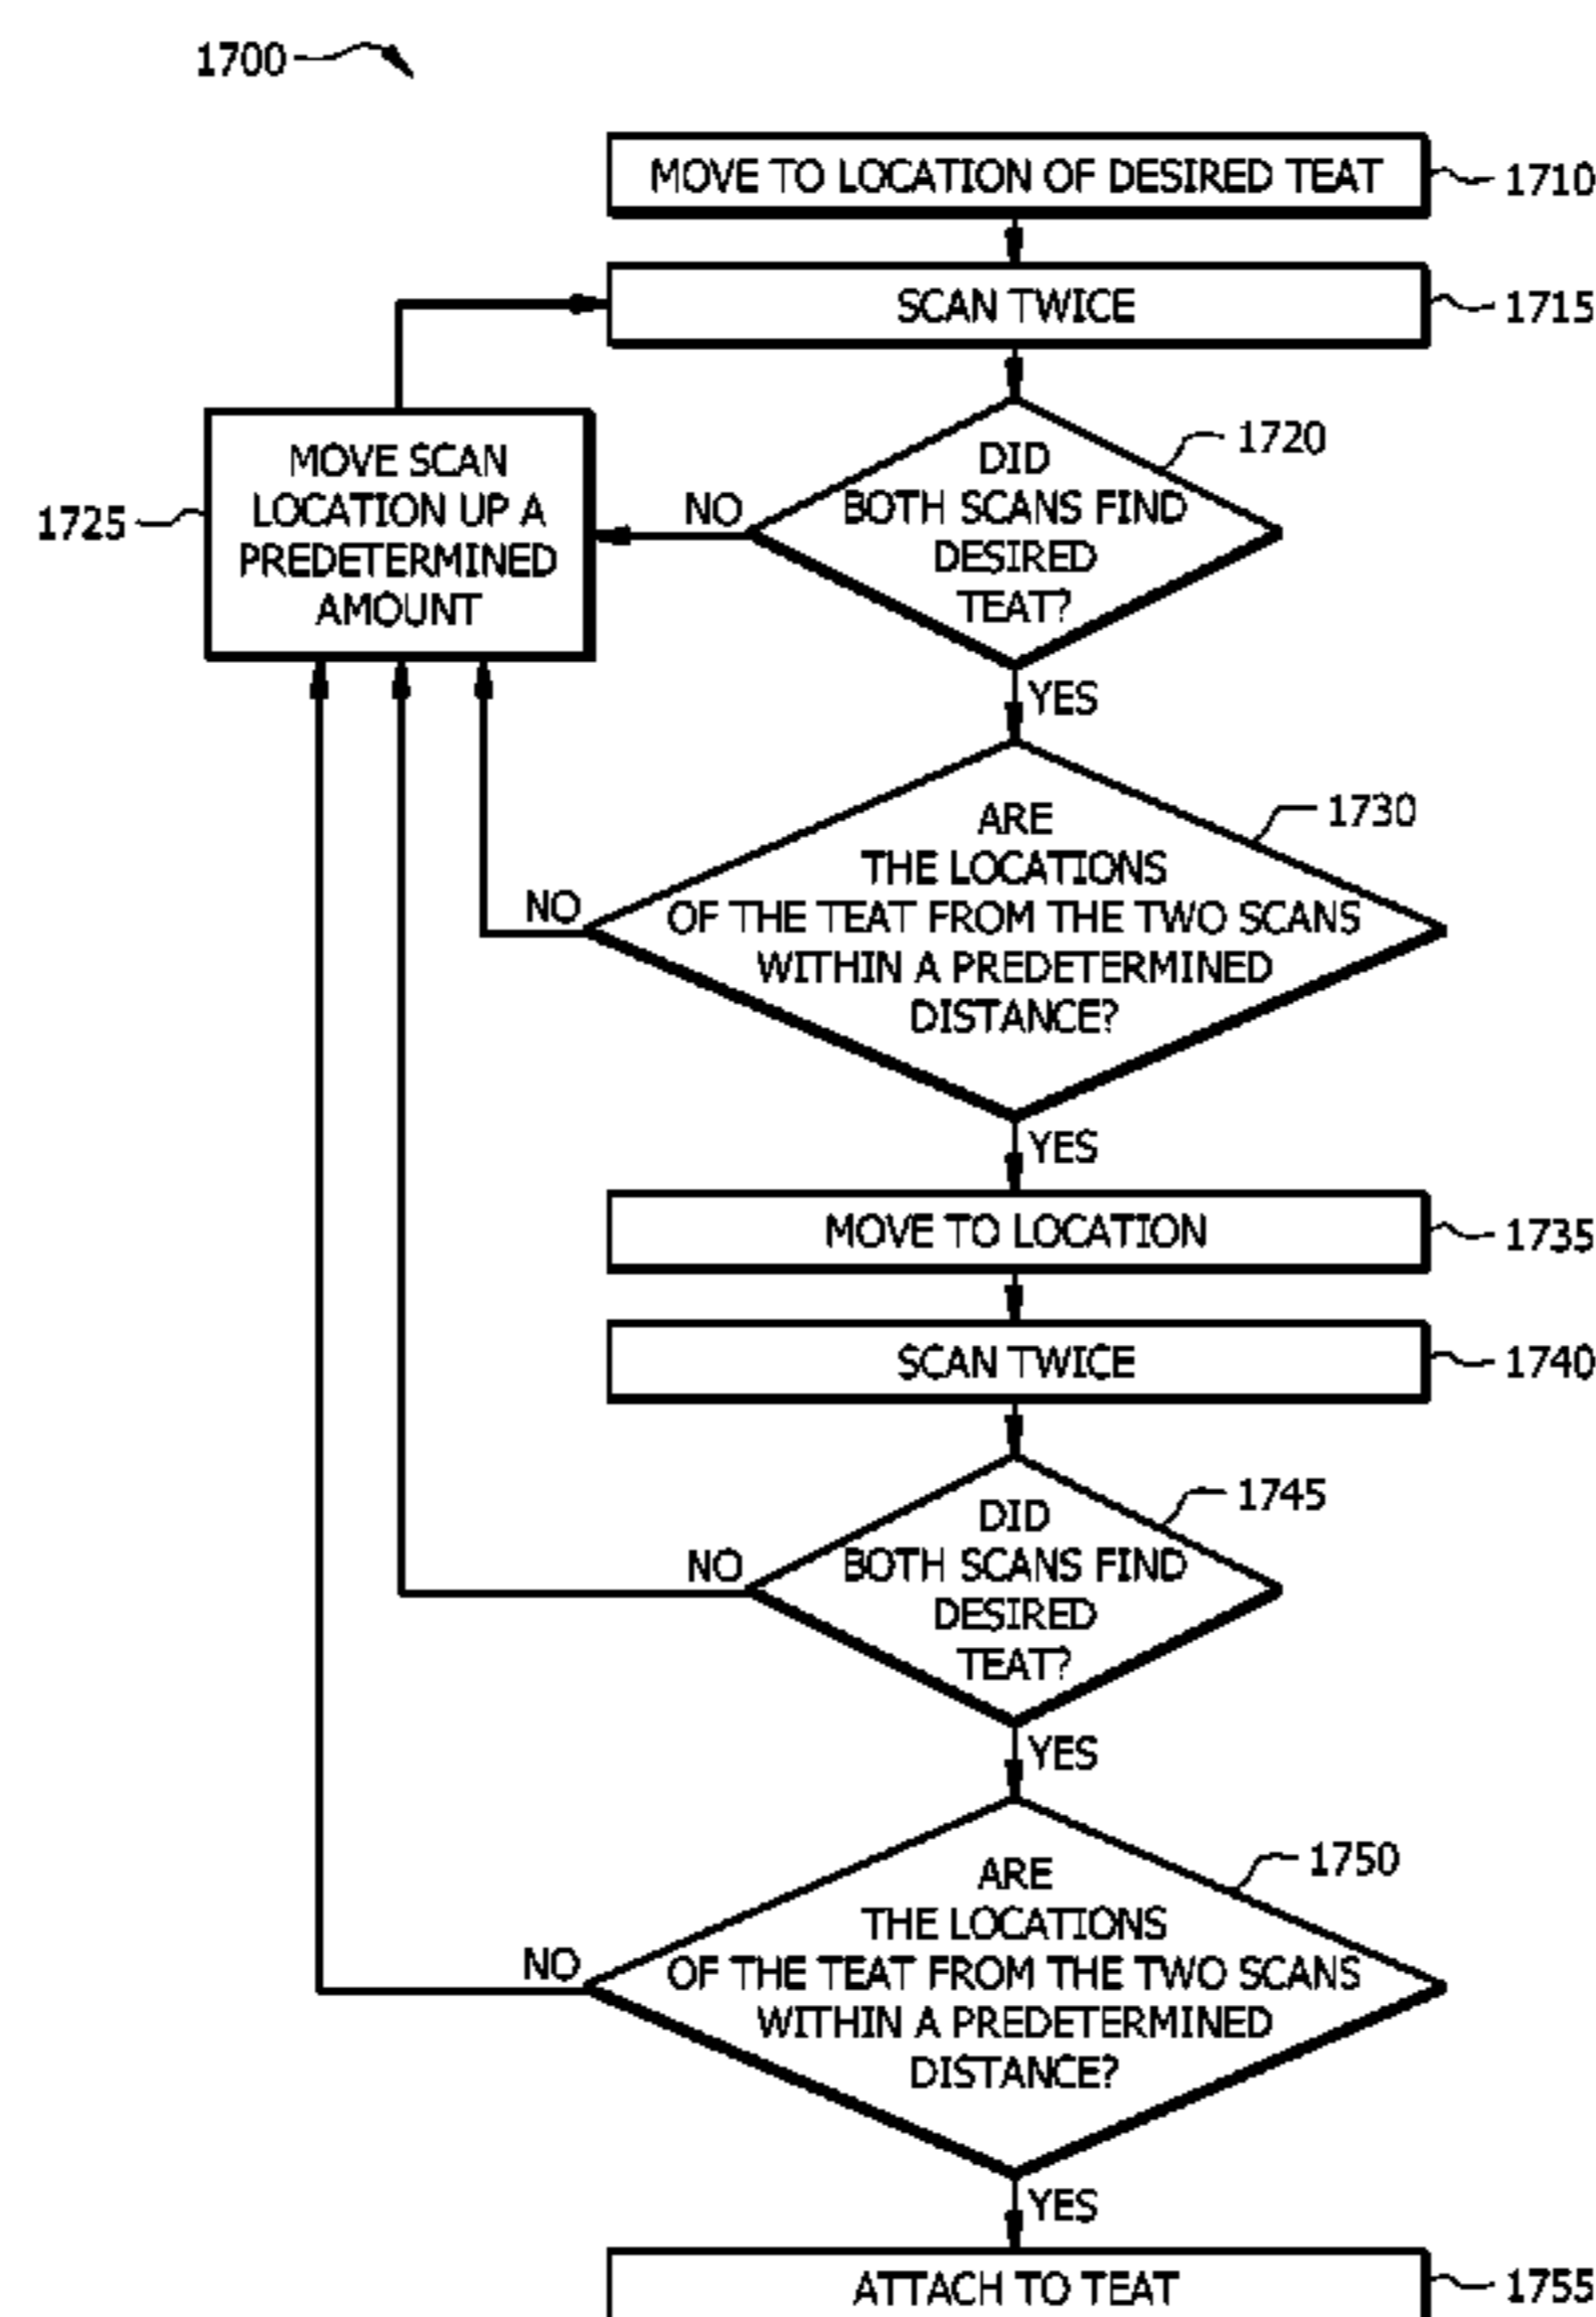 1700
MOVE TO LOCATION OF DESIRED TEAT
1710
SCAN TWICE
1715
DID
BOTH SCANS FIND
DESIRED
TEAT?
1720
NO
MOVE SCAN
LOCATION UP A
PREDETERMINED
AMOUNT
1725
YES
ARE
THE LOCATIONS
OF THE TEAT FROM THE TWO SCANS
WITHIN A PREDETERMINED
DISTANCE?
1730
NO
YES
MOVE TO LOCATION
1735
SCAN TWICE
1740
DID
BOTH SCANS FIND
DESIRED
TEAT?
1745
NO
YES
ARE
THE LOCATIONS
OF THE TEAT FROM THE TWO SCANS
WITHIN A PREDETERMINED
DISTANCE?
1750
NO
YES
ATTACH TO TEAT
1755